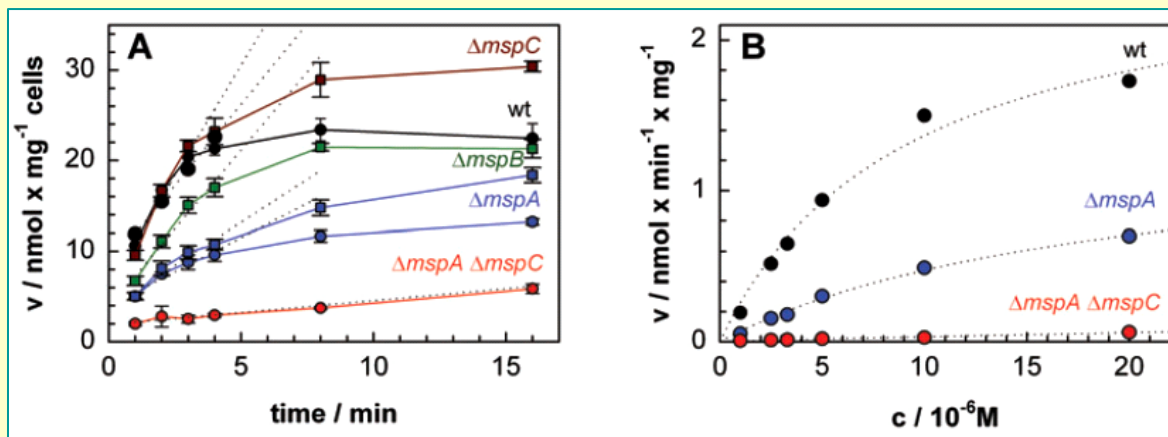 A
v / nmol x mg⁻¹ cells
30
20
10
0
ΔmspC
wt
ΔmspB
ΔmspA
ΔmspA ΔmspC
0 5 10 15
time / min
B
v / nmol x min⁻¹ x mg⁻¹
2
1
0
wt
ΔmspA
ΔmspA ΔmspC
0 5 10 15 20
c / 10⁻⁶M